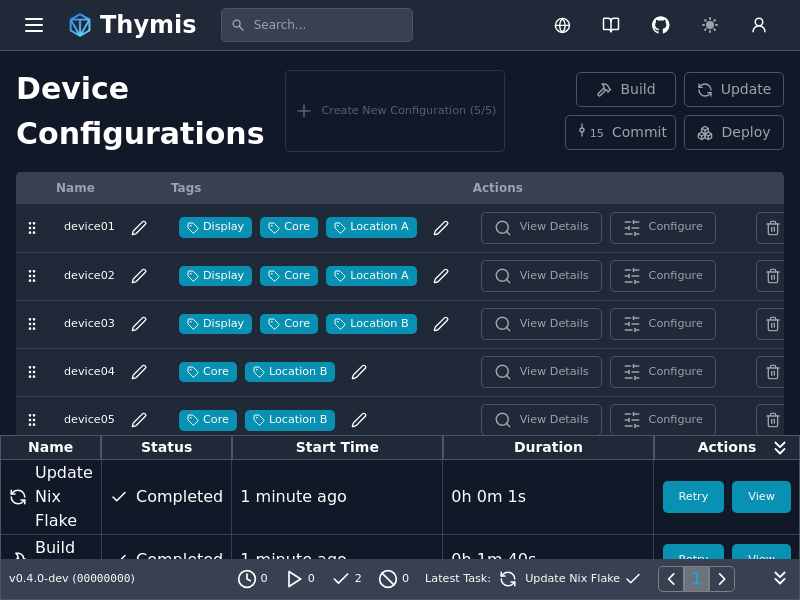 Thymis
Search...
Device
Configurations
Create New Configuration (5/5)
Build
Update
15 Commit
Deploy
Name Tags Actions
device01 Display Core Location A View Details Configure
device02 Display Core Location A View Details Configure
device03 Display Core Location B View Details Configure
device04 Core Location B View Details Configure
device05 Core Location B View Details Configure
Name Status Start Time Duration Actions
Update
Nix
Flake
Completed 1 minute ago 0h 0m 1s Retry View
Build
Completed 1 minute ago 0h 1m 40s Retry View
v0.4.0-dev (00000000) 0 0 2 0 Latest Task: Update Nix Flake 1